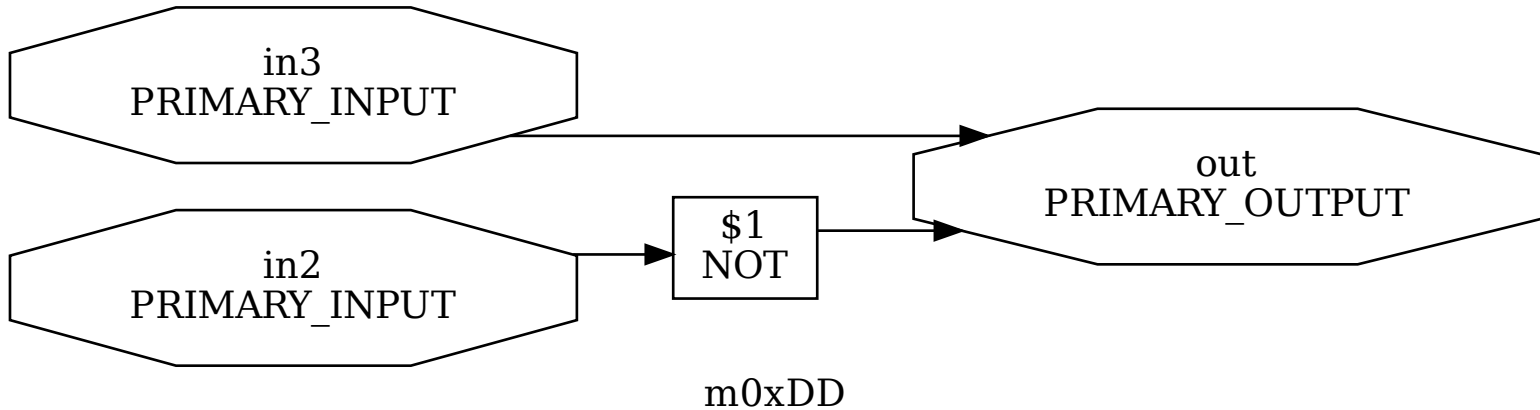 in3
PRIMARY_INPUT
out
PRIMARY_OUTPUT
$1
NOT
in2
PRIMARY_INPUT
m0xDD